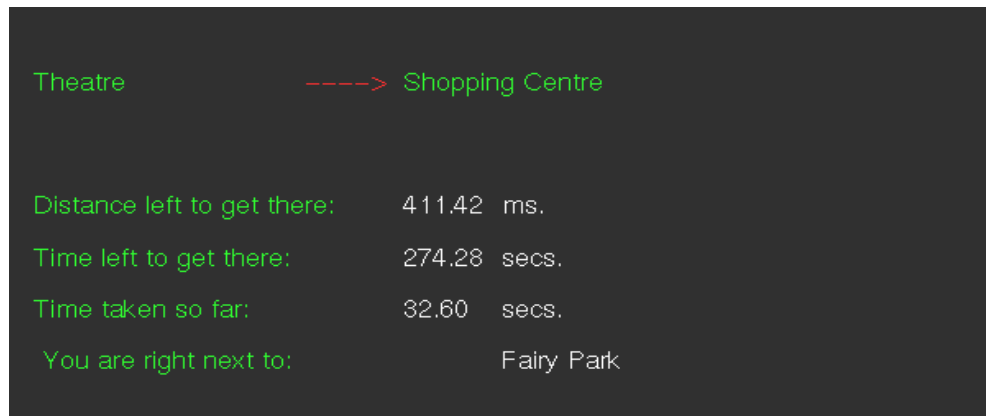 Theatre ----> Shopping Centre
Distance left to get there: 411.42 ms.
Time left to get there: 274.28 secs.
Time taken so far: 32.60 secs.
You are right next to: Fairy Park